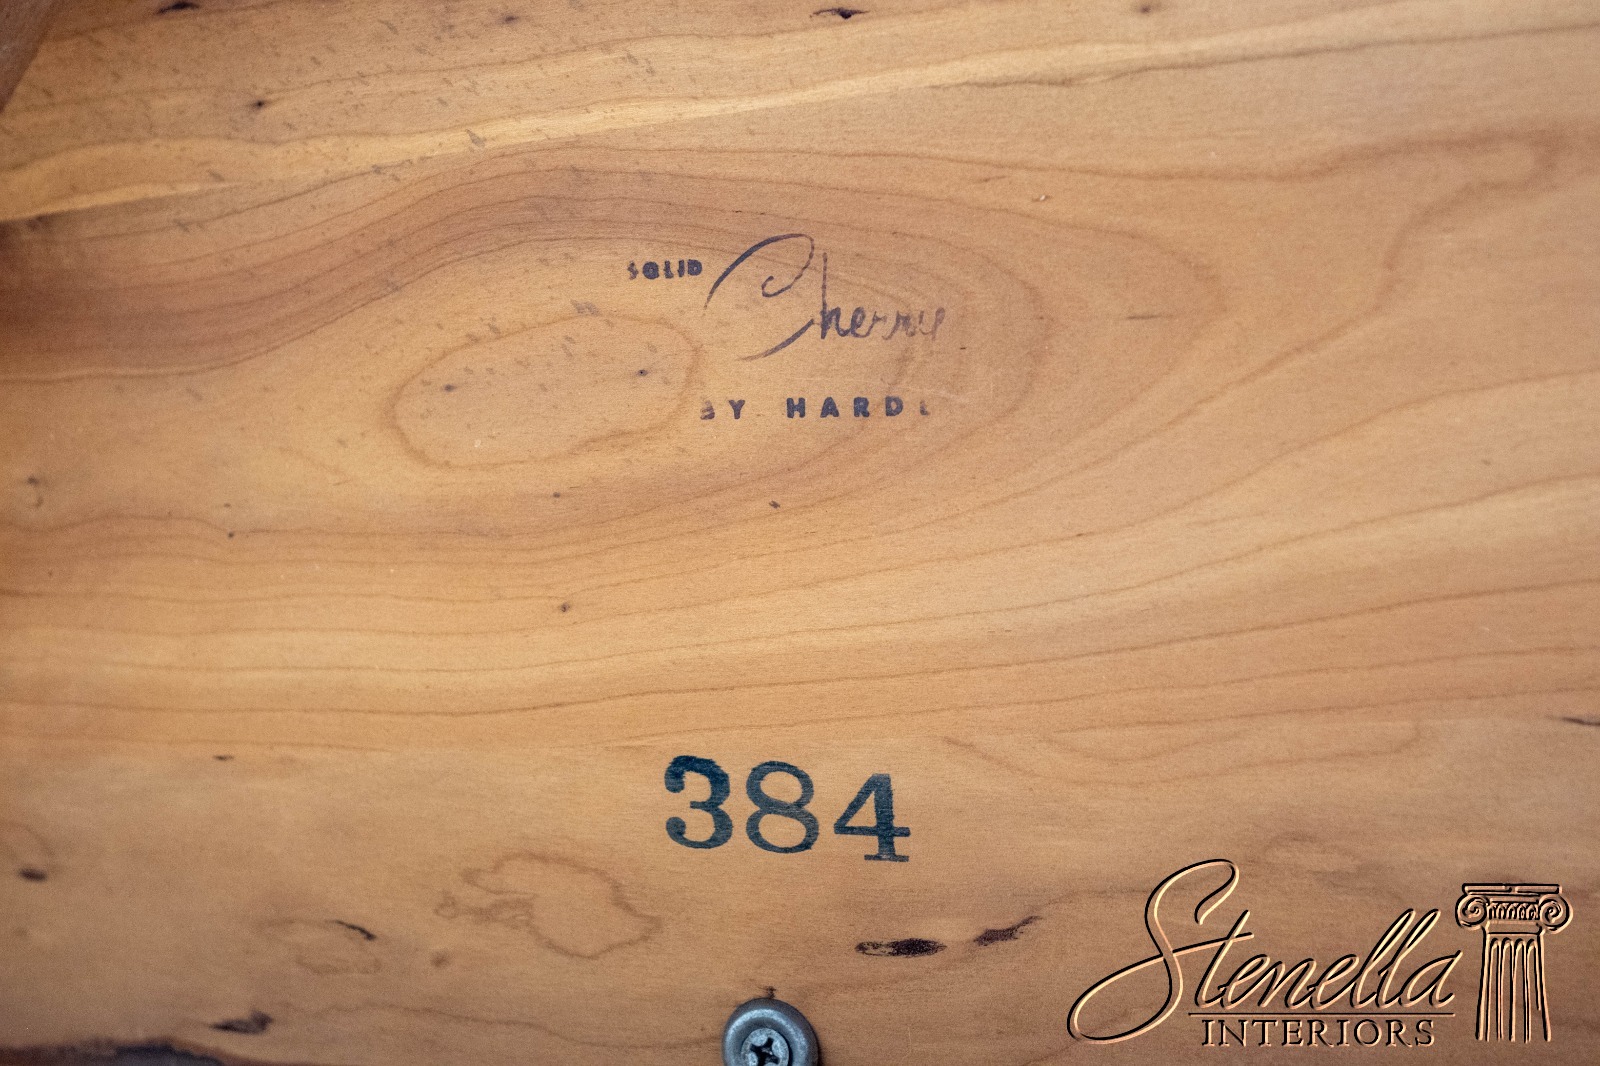 SOLID Cherry
BY HARD
384
Stenella
INTERIORS